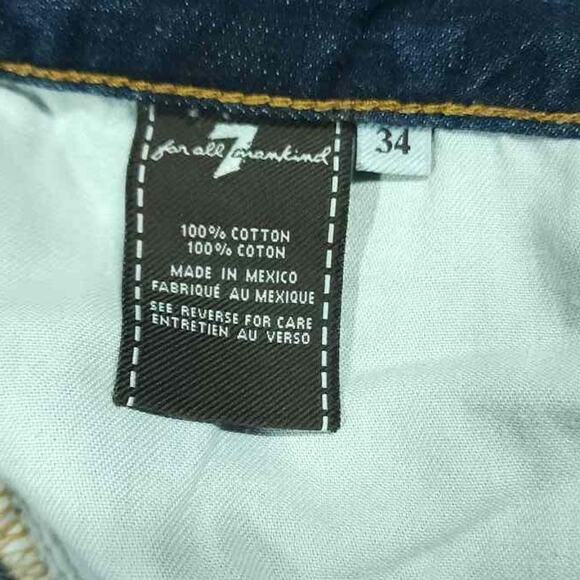 7
for all mankind
34
100% COTTON
100% COTON
MADE IN MEXICO
FABRIQUÉ AU MEXIQUE
SEE REVERSE FOR CARE
ENTRETIEN AU VERSO